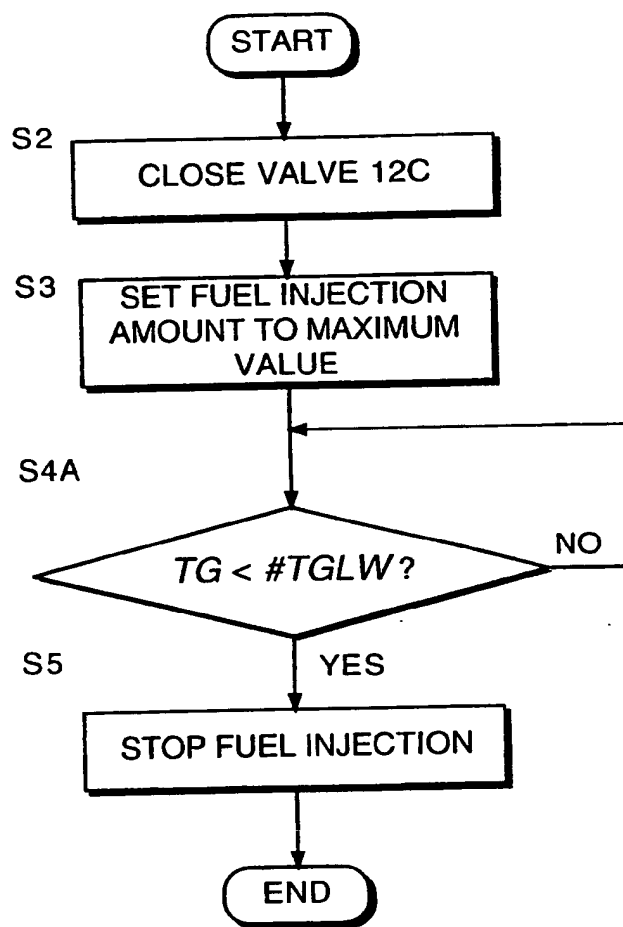 START
S2
CLOSE VALVE 12C
S3
SET FUEL INJECTION
AMOUNT TO MAXIMUM
VALUE
S4A
TG < #TGLW?
NO
S5
YES
STOP FUEL INJECTION
END